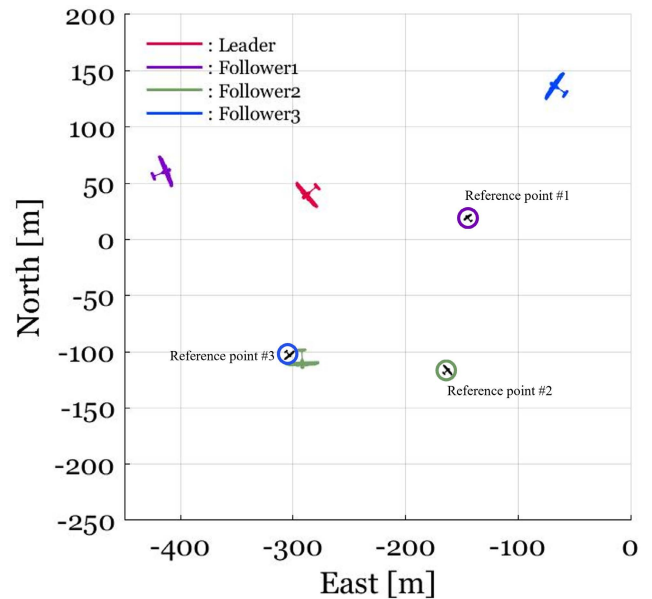 200
150
100
50
0
-50
-100
-150
-200
-250
North [m]
: Leader
: Follower1
: Follower2
: Follower3
Reference point #1
Reference point #3
Reference point #2
-400 -300 -200 -100 0
East [m]